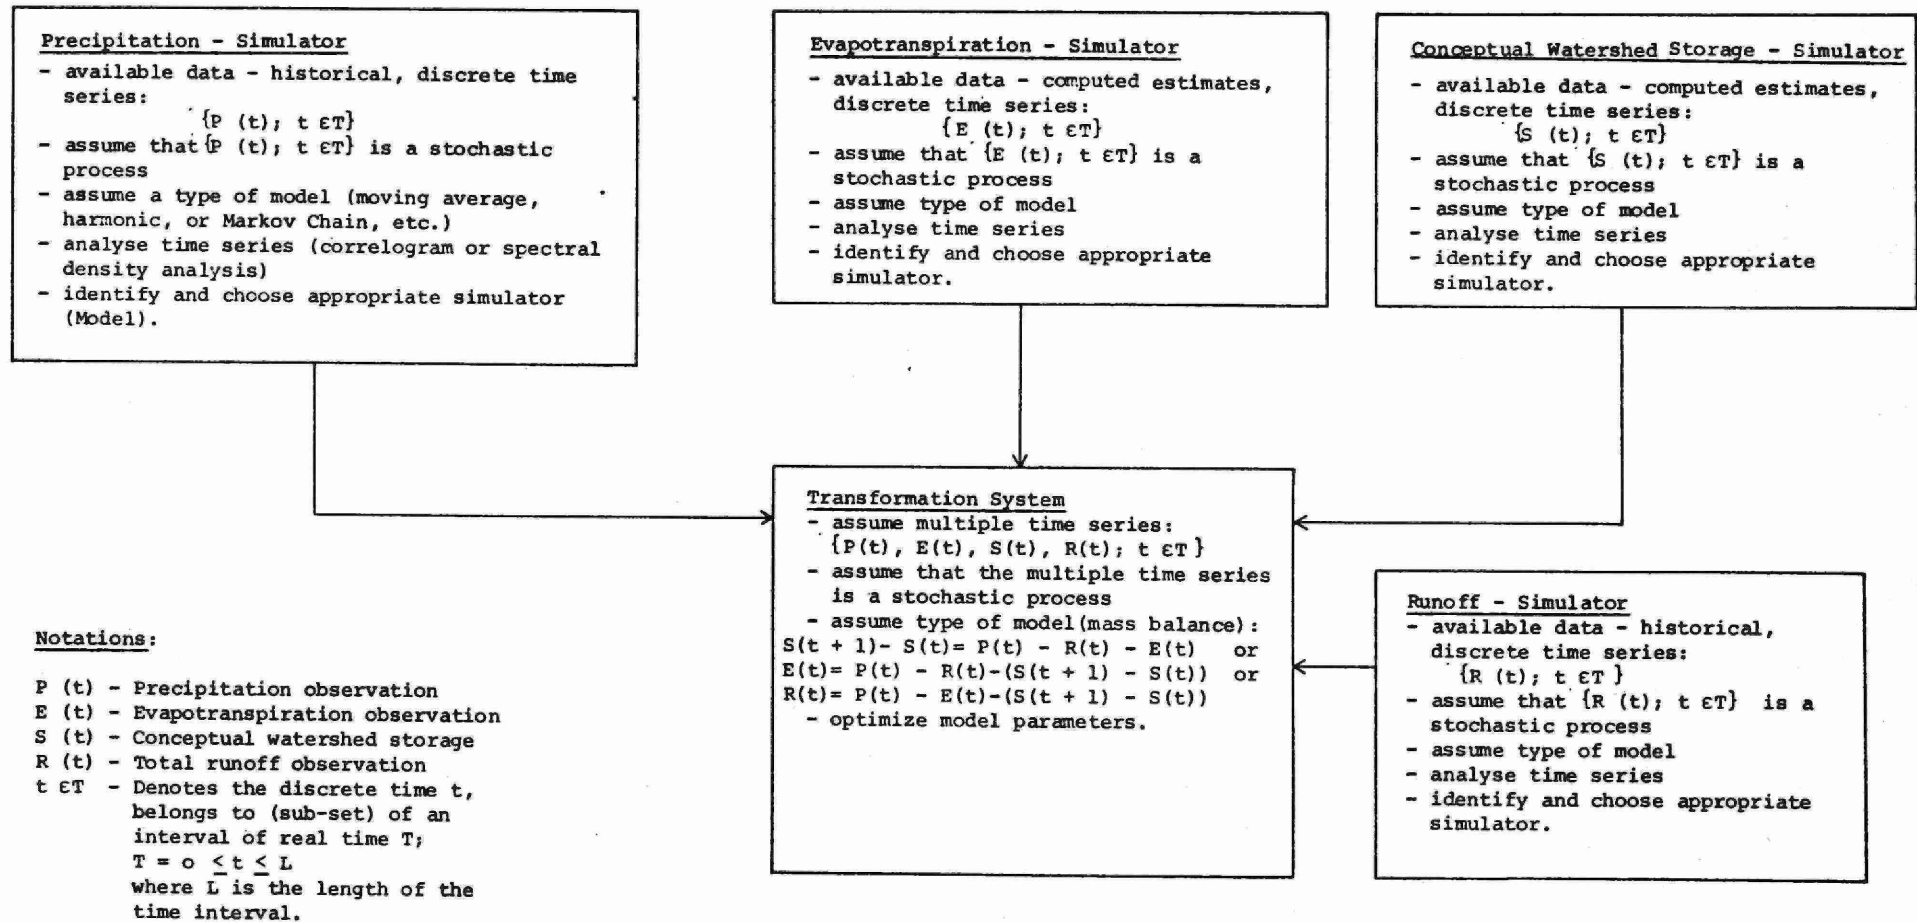 Precipitation - Simulator
- available data - historical, discrete time
series:
{P (t); t εT}
- assume that {P (t); t εT} is a stochastic
process
- assume a type of model (moving average,
harmonic, or Markov Chain, etc.)
- analyse time series (correlogram or spectral
density analysis)
- identify and choose appropriate simulator
(Model).
Evapotranspiration - Simulator
- available data - computed estimates,
discrete time series:
{E (t); t εT}
- assume that {E (t); t εT} is a
stochastic process
- assume type of model
- analyse time series
- identify and choose appropriate
simulator.
Conceptual Watershed Storage - Simulator
- available data - computed estimates,
discrete time series:
{S (t); t εT}
- assume that {S (t); t εT} is a
stochastic process
- assume type of model
- analyse time series
- identify and choose appropriate
simulator.
Transformation System
- assume multiple time series:
{P(t), E(t), S(t), R(t); t εT }
- assume that the multiple time series
is a stochastic process
- assume type of model(mass balance):
S(t + 1)- S(t)= P(t) - R(t) - E(t) or
E(t)= P(t) - R(t)-(S(t + 1) - S(t)) or
R(t)= P(t) - E(t)-(S(t + 1) - S(t))
- optimize model parameters.
Runoff - Simulator
- available data - historical,
discrete time series:
{R (t); t εT }
- assume that {R (t); t εT} is a
stochastic process
- assume type of model
- analyse time series
- identify and choose appropriate
simulator.
Notations:
P (t) - Precipitation observation
E (t) - Evapotranspiration observation
S (t) - Conceptual watershed storage
R (t) - Total runoff observation
t εT - Denotes the discrete time t,
belongs to (sub-set) of an
interval of real time T;
T = o ≤ t ≤ L
where L is the length of the
time interval.